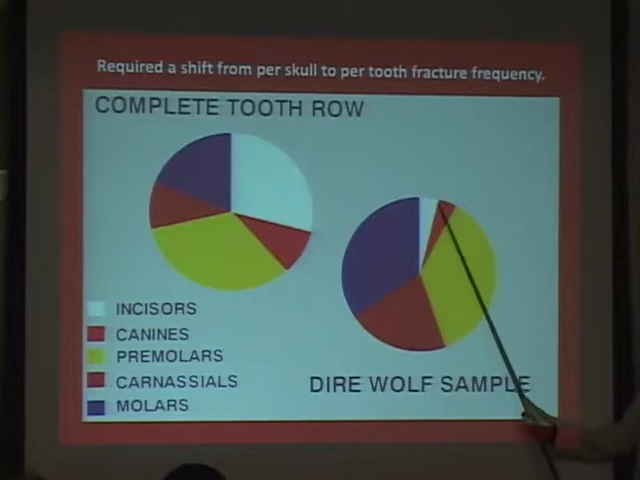 Required a shift from per skull to per tooth fracture frequency.
COMPLETE TOOTH ROW
INCISORS
CANINES
PREMOLARS
CARNASSIALS
MOLARS
DIRE WOLF SAMPLE